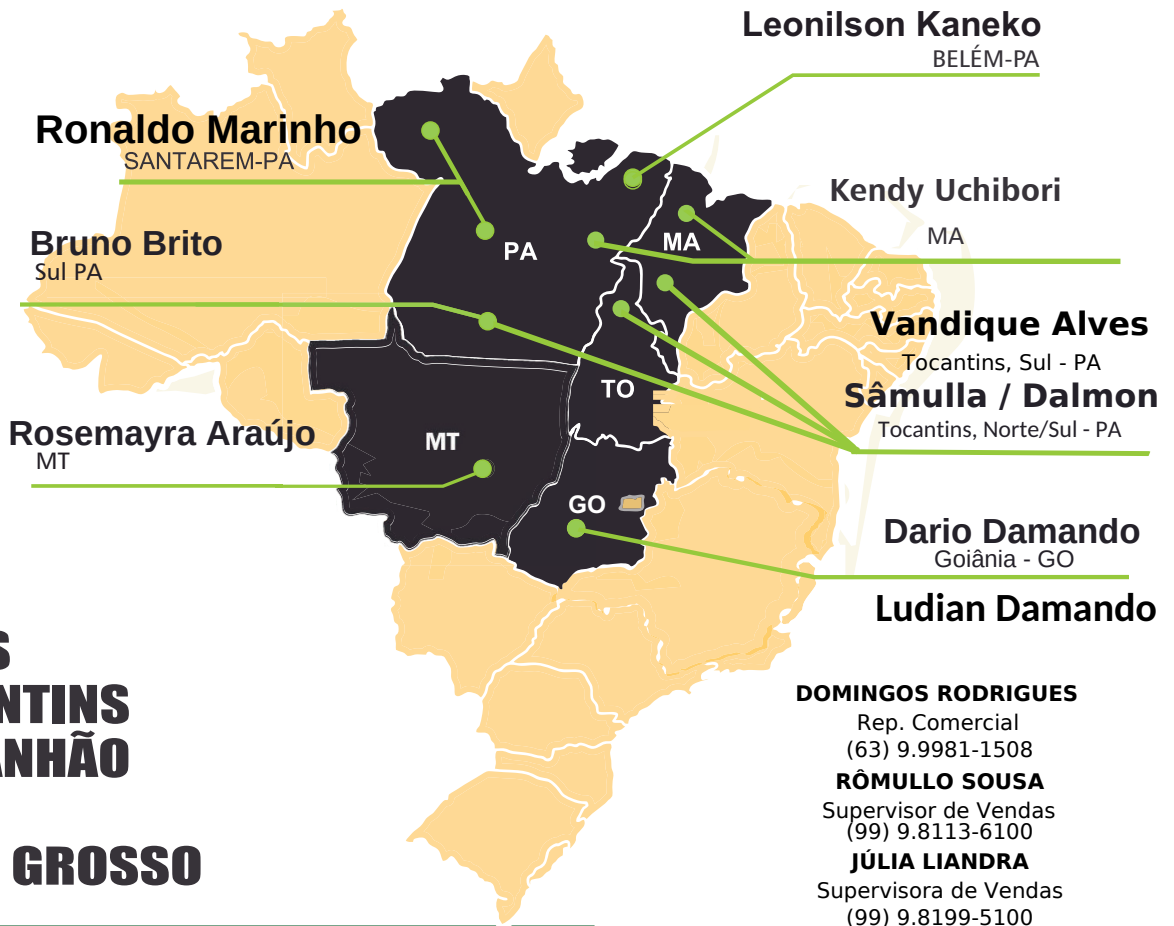 Leonilson Kaneko
BELÉM-PA
Ronaldo Marinho
SANTAREM-PA
Kendy Uchibori
MA
Bruno Brito
Sul PA
PA
MA
Vandique Alves
Tocantins, Sul - PA
Sâmulla / Dalmon
Tocantins, Norte/Sul - PA
TO
Rosemayra Araújo
MT
MT
GO
Dario Damando
Goiânia - GO
Ludian Damando
S
NTINS
ANHÃO
GROSSO
DOMINGOS RODRIGUES
Rep. Comercial
(63) 9.9981-1508
RÔMULLO SOUSA
Supervisor de Vendas
(99) 9.8113-6100
JÚLIA LIANDRA
Supervisora de Vendas
(99) 9.8199-5100